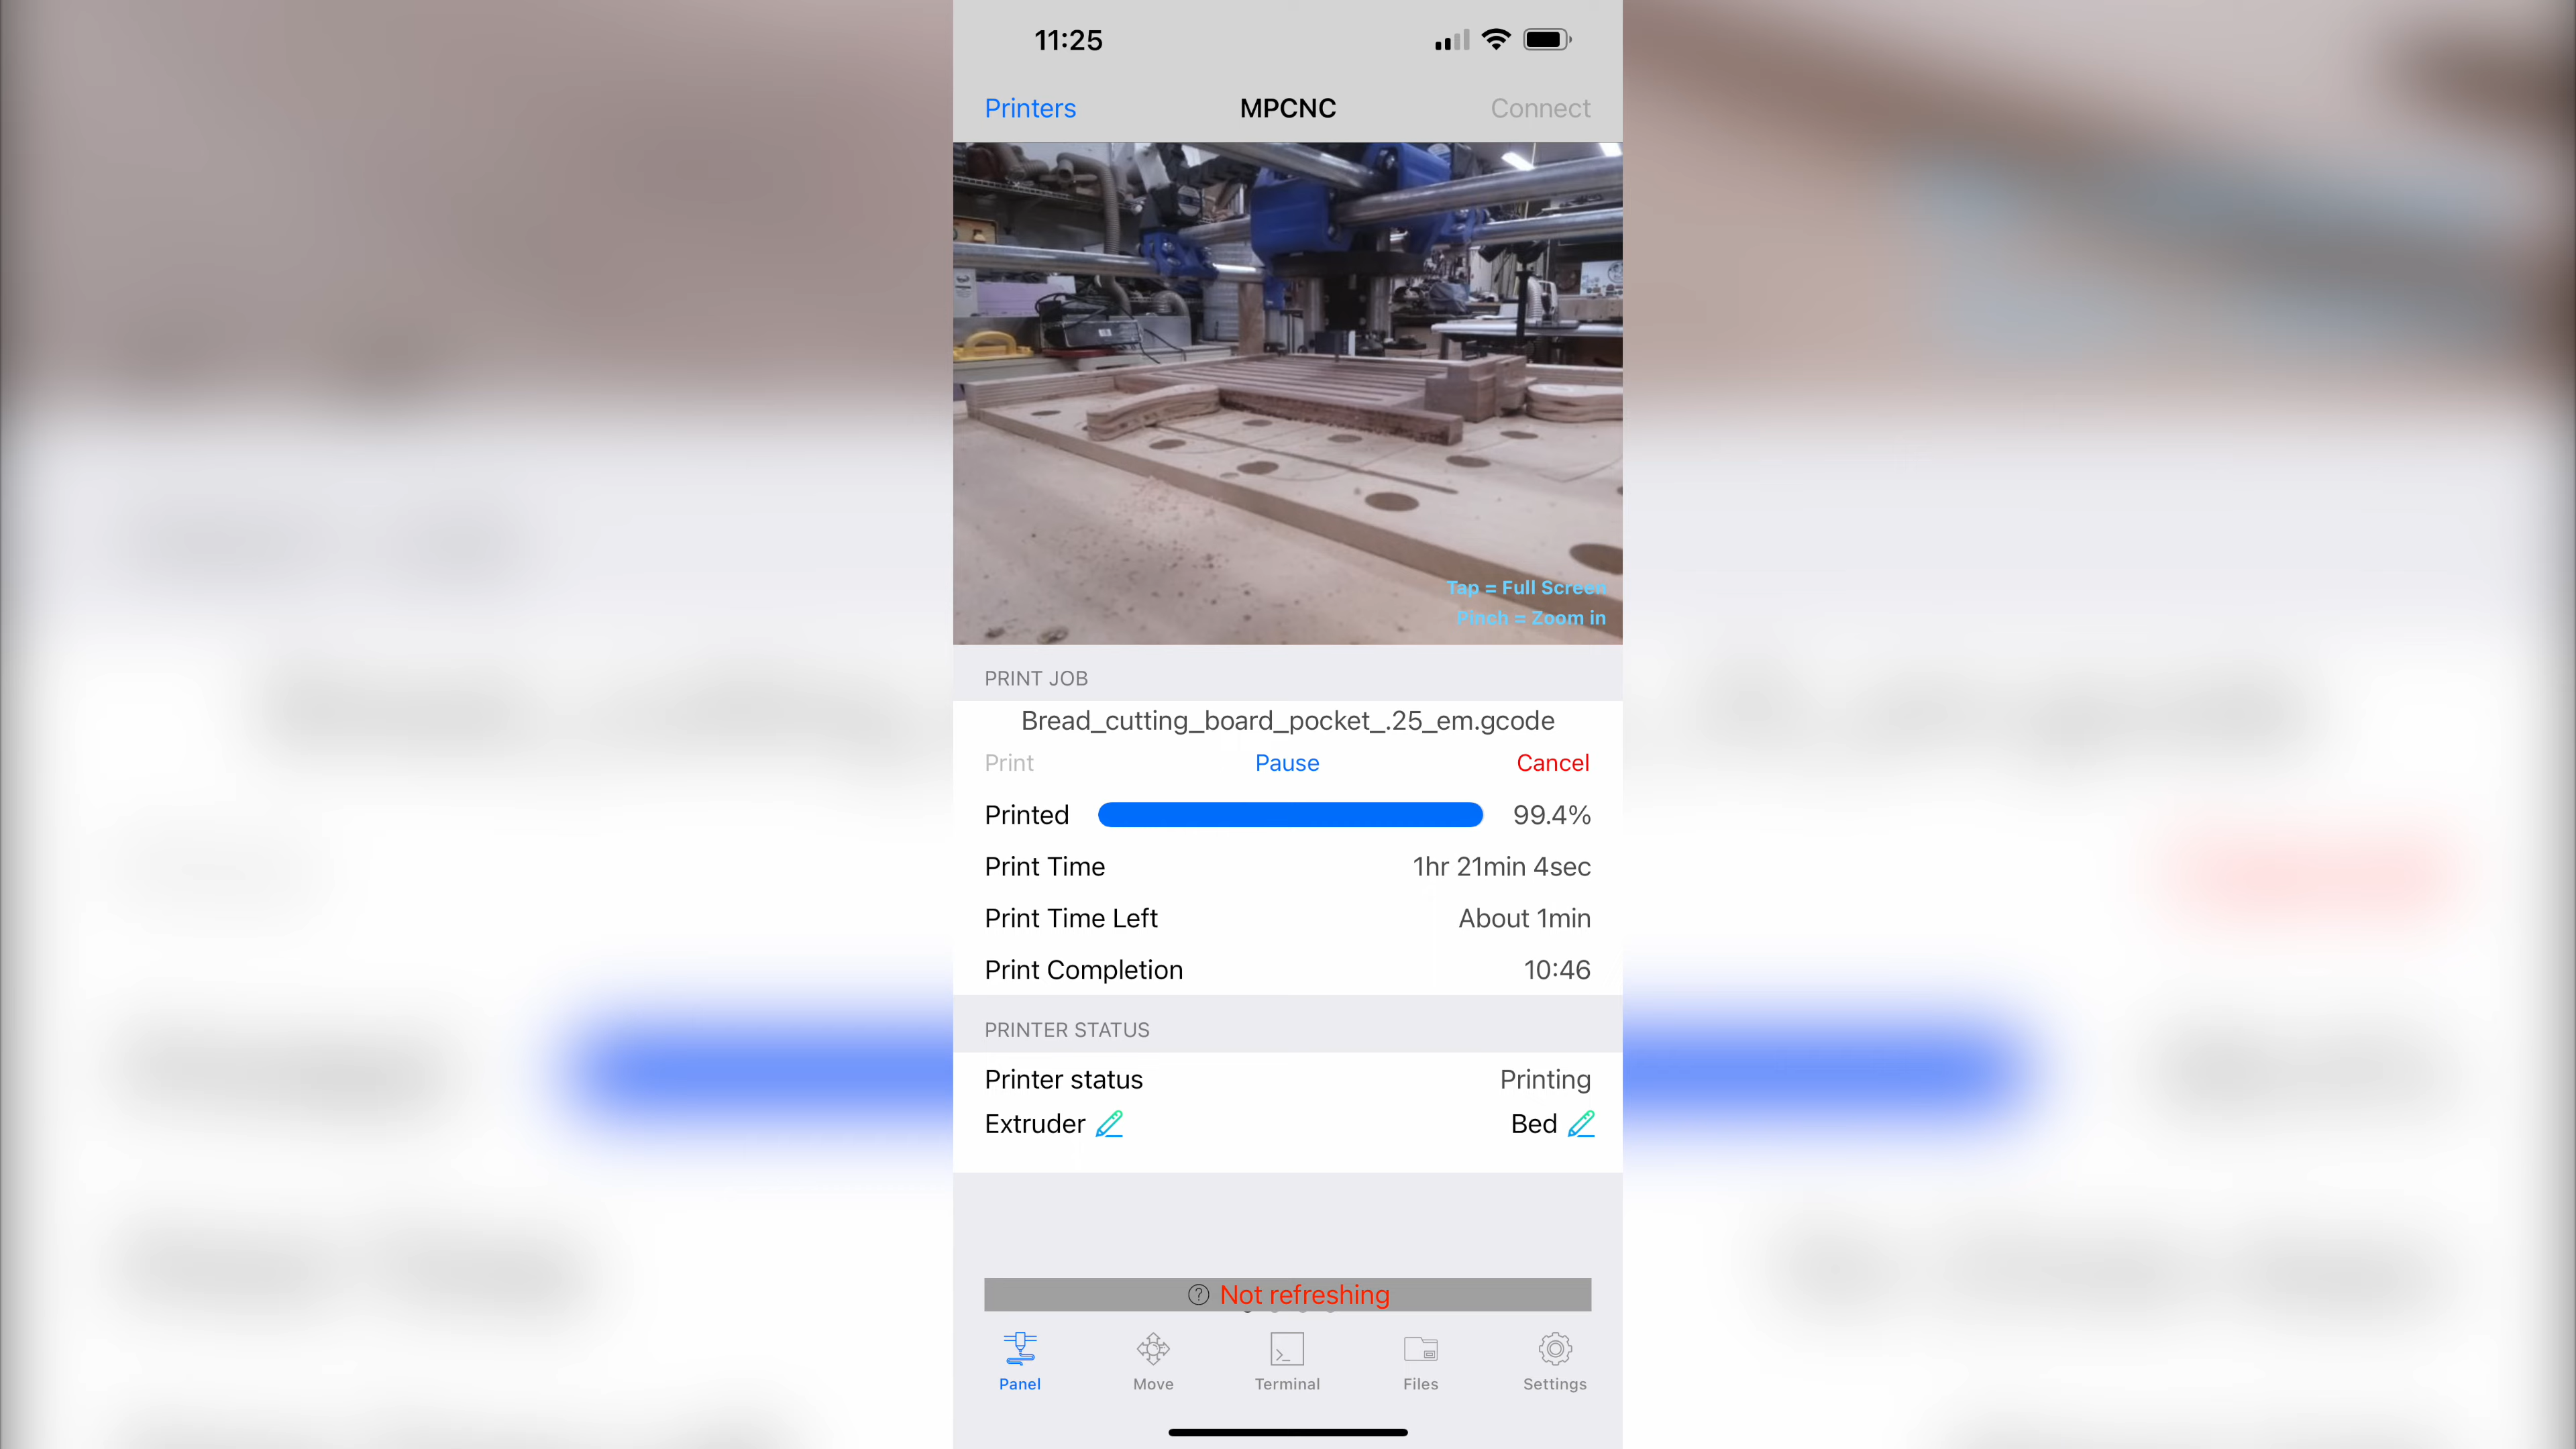 11:25
Printers MPCNC Connect
Tap = Full Screen
Pinch = Zoom in
PRINT JOB
Bread_cutting_board_pocket_.25_em.gcode
Print Pause Cancel
Printed 99.4%
Print Time 1hr 21min 4sec
Print Time Left About 1min
Print Completion 10:46
PRINTER STATUS
Printer status Printing
Extruder Bed
? Not refreshing
Panel Move Terminal Files Settings